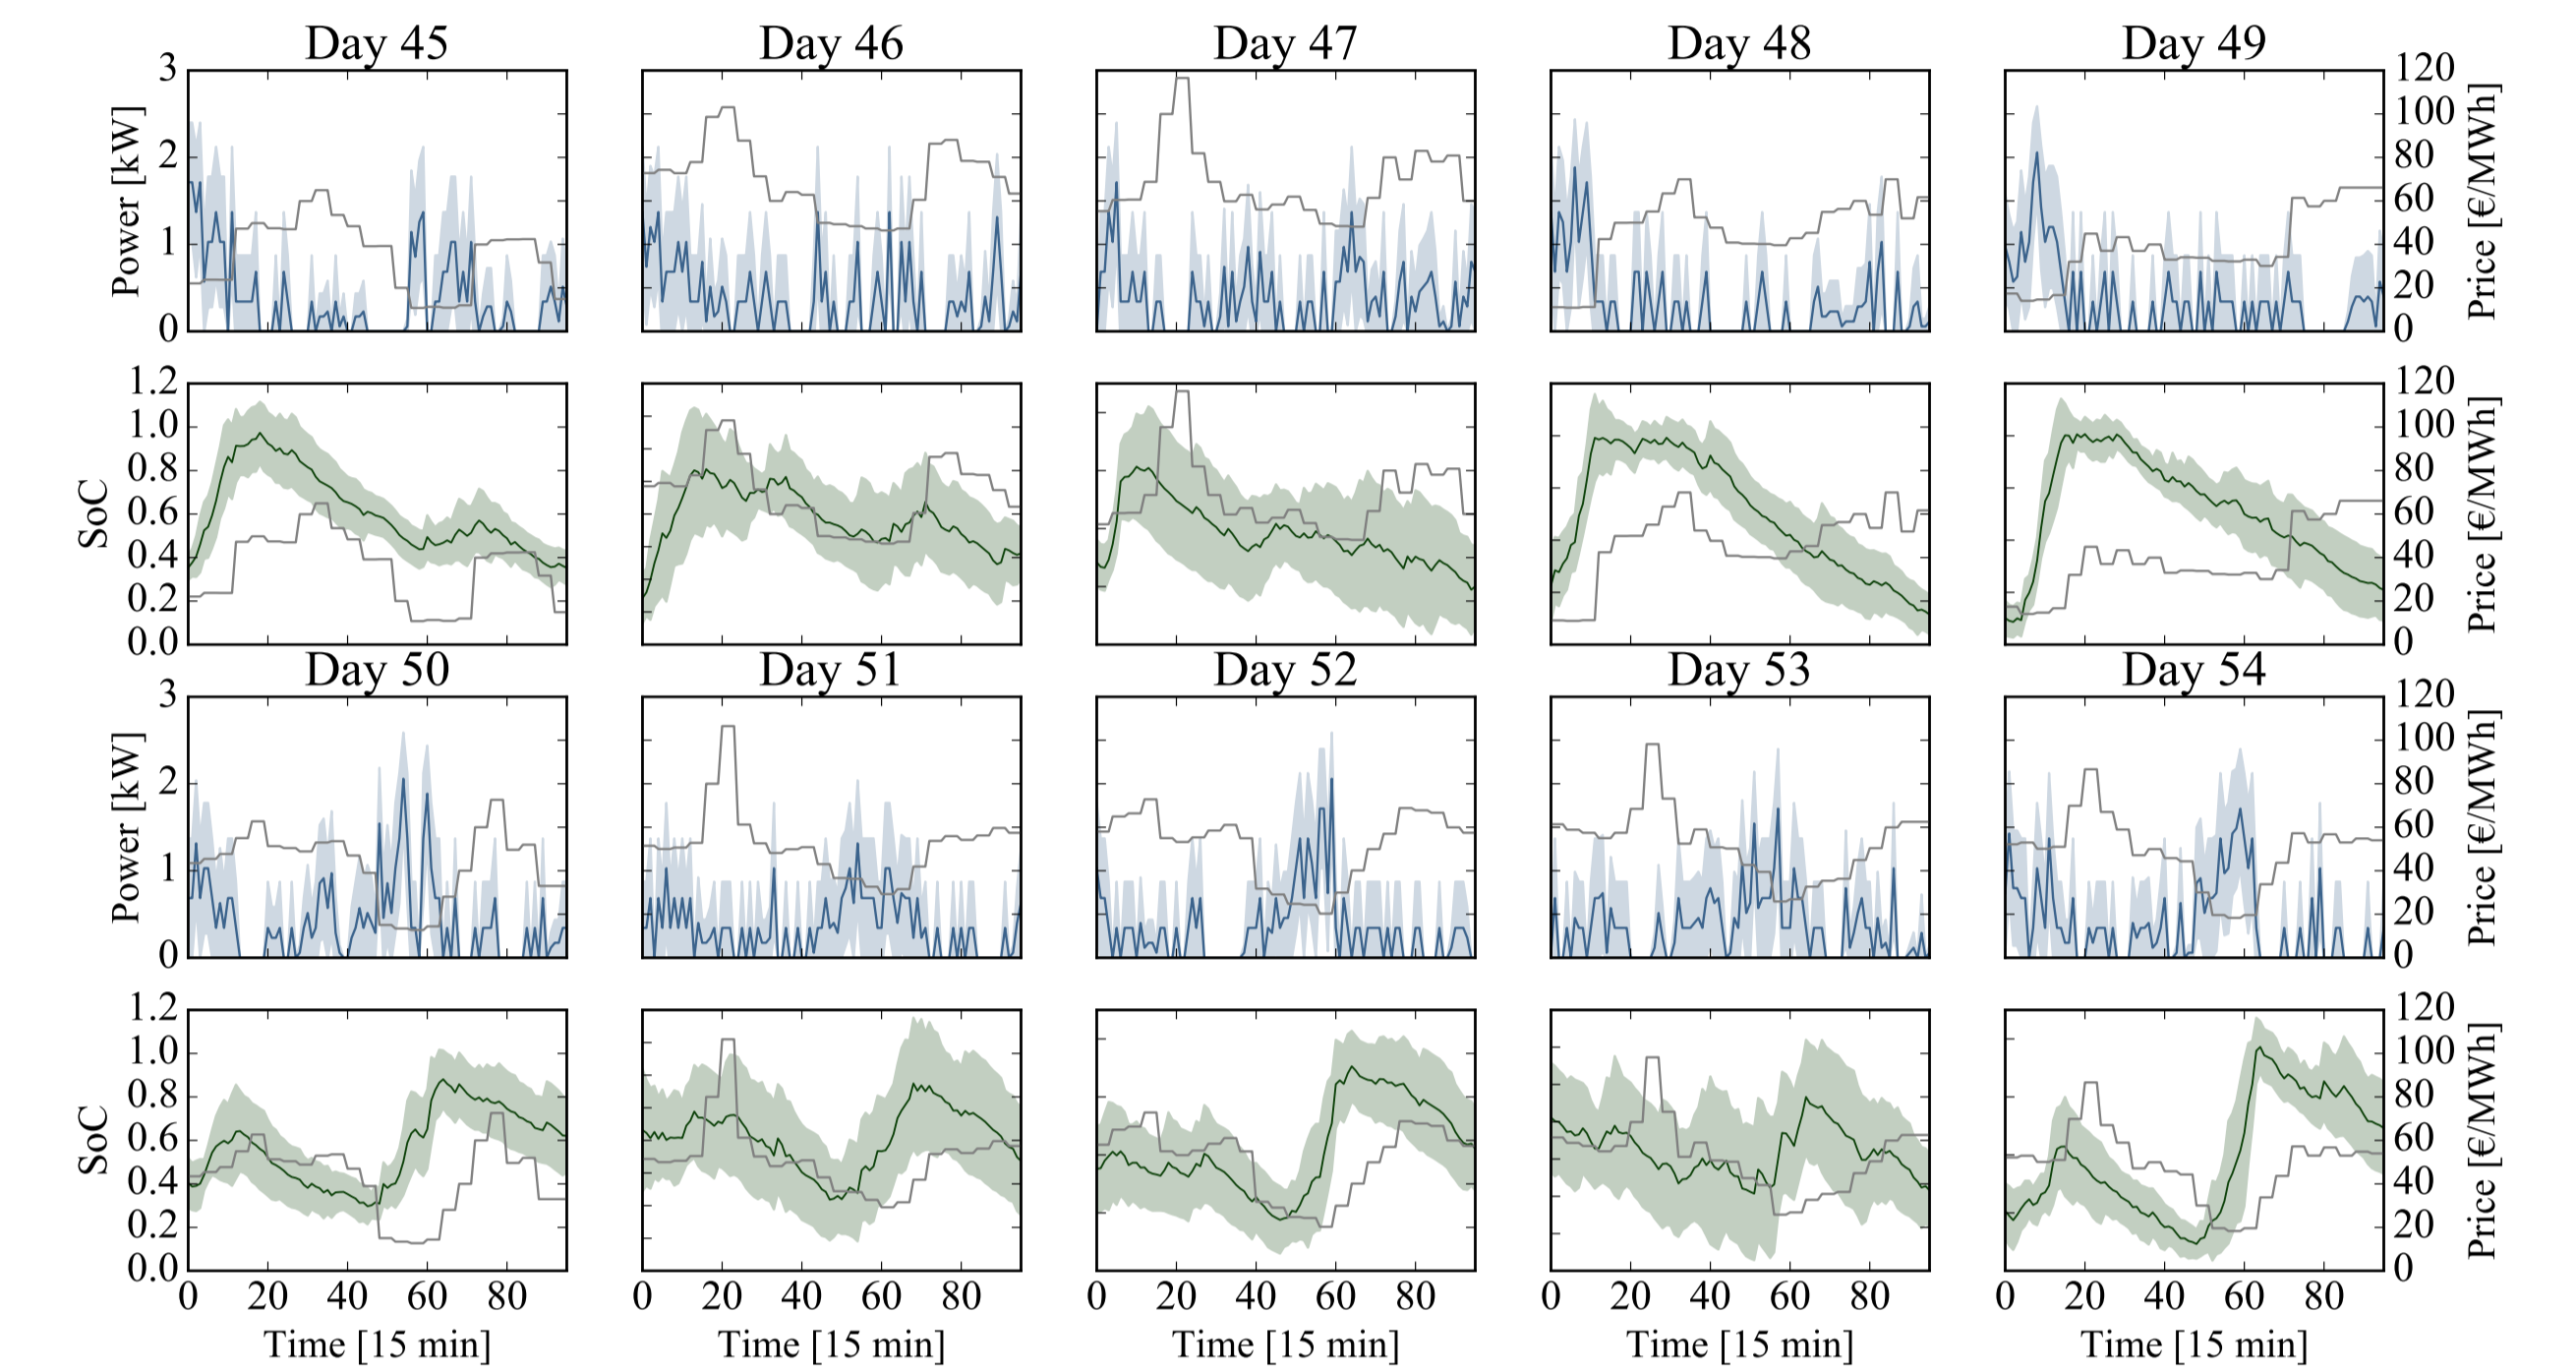 Day 45 Day 46 Day 47 Day 48 Day 49
3 2 1 0
Power [kW]
120 100 80 60 40 20 0
Price [€/MWh]
1.2 1.0 0.8 0.6 0.4 0.2 0.0
SoC
120 100 80 60 40 20 0
Price [€/MWh]
Day 50 Day 51 Day 52 Day 53 Day 54
3 2 1 0
Power [kW]
120 100 80 60 40 20 0
Price [€/MWh]
1.2 1.0 0.8 0.6 0.4 0.2 0.0
SoC
120 100 80 60 40 20 0
Price [€/MWh]
0 20 40 60 80 0 20 40 60 80 0 20 40 60 80 0 20 40 60 80 0 20 40 60 80
Time [15 min] Time [15 min] Time [15 min] Time [15 min] Time [15 min]